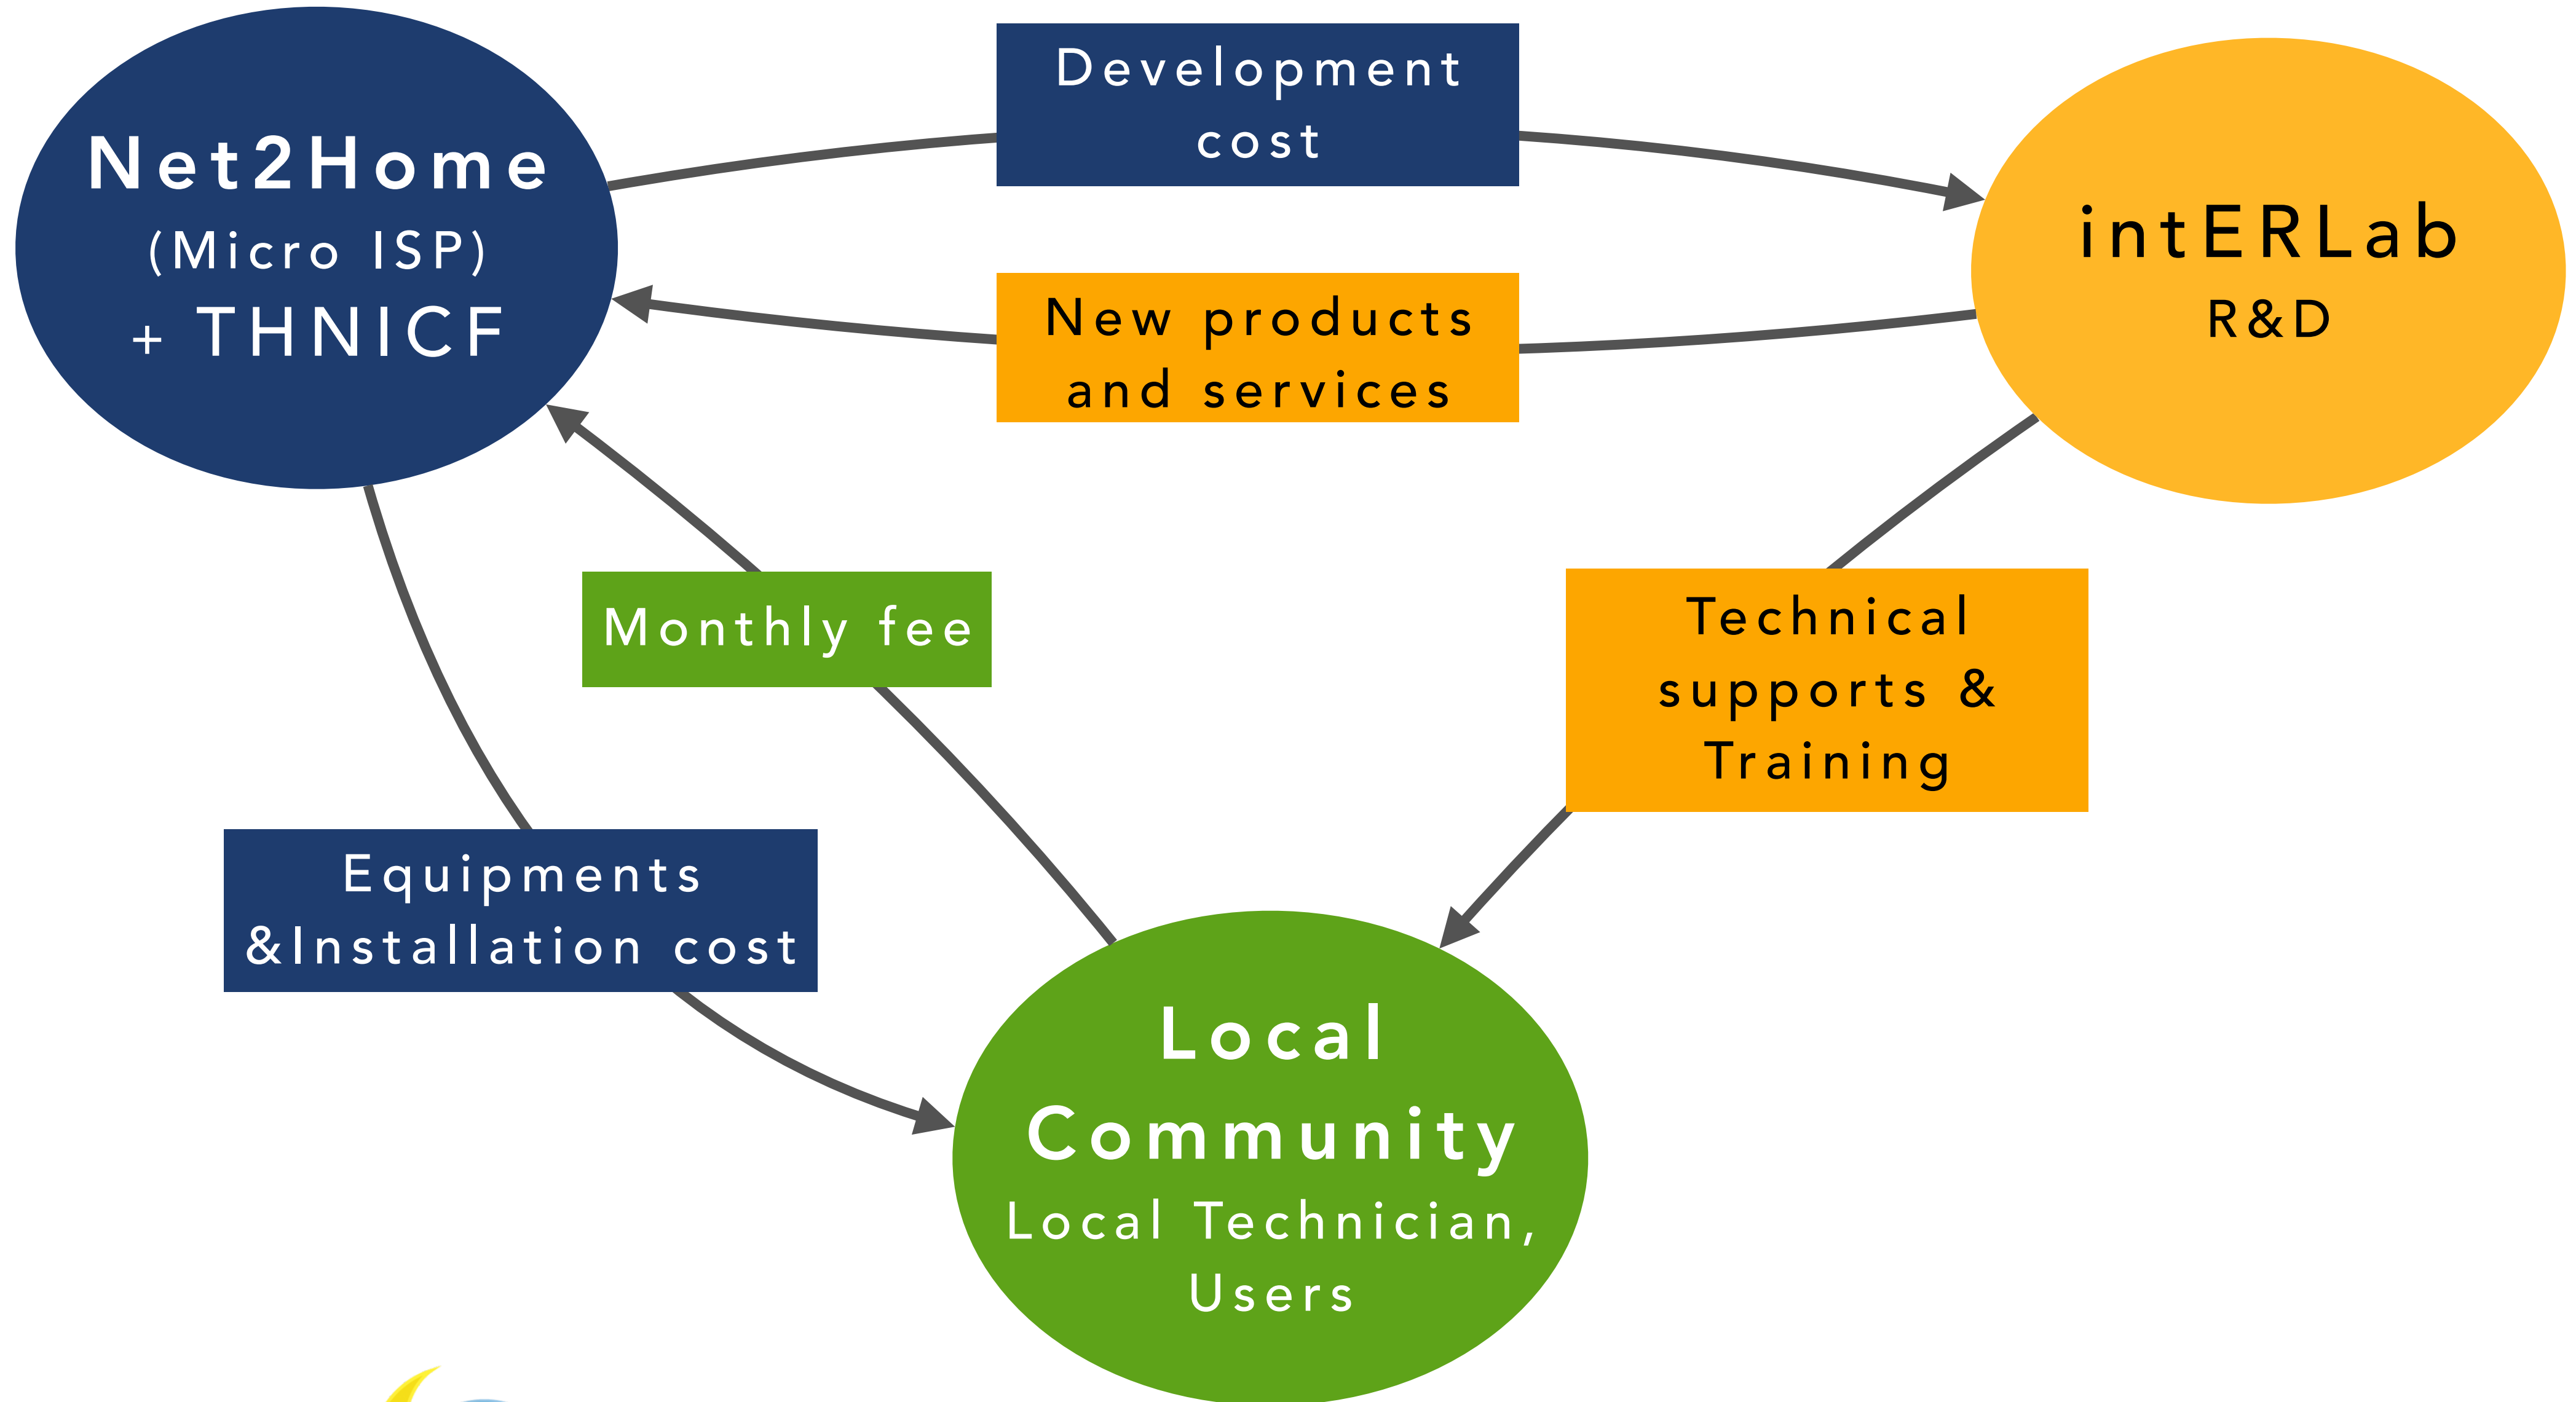 Net2Home
(Micro ISP)
+ THNICF
Development
cost
New products
and services
intERLab
R&D
Monthly fee
Technical
supports &
Training
Equipments
&Installation cost
Local
Community
Local Technician,
Users